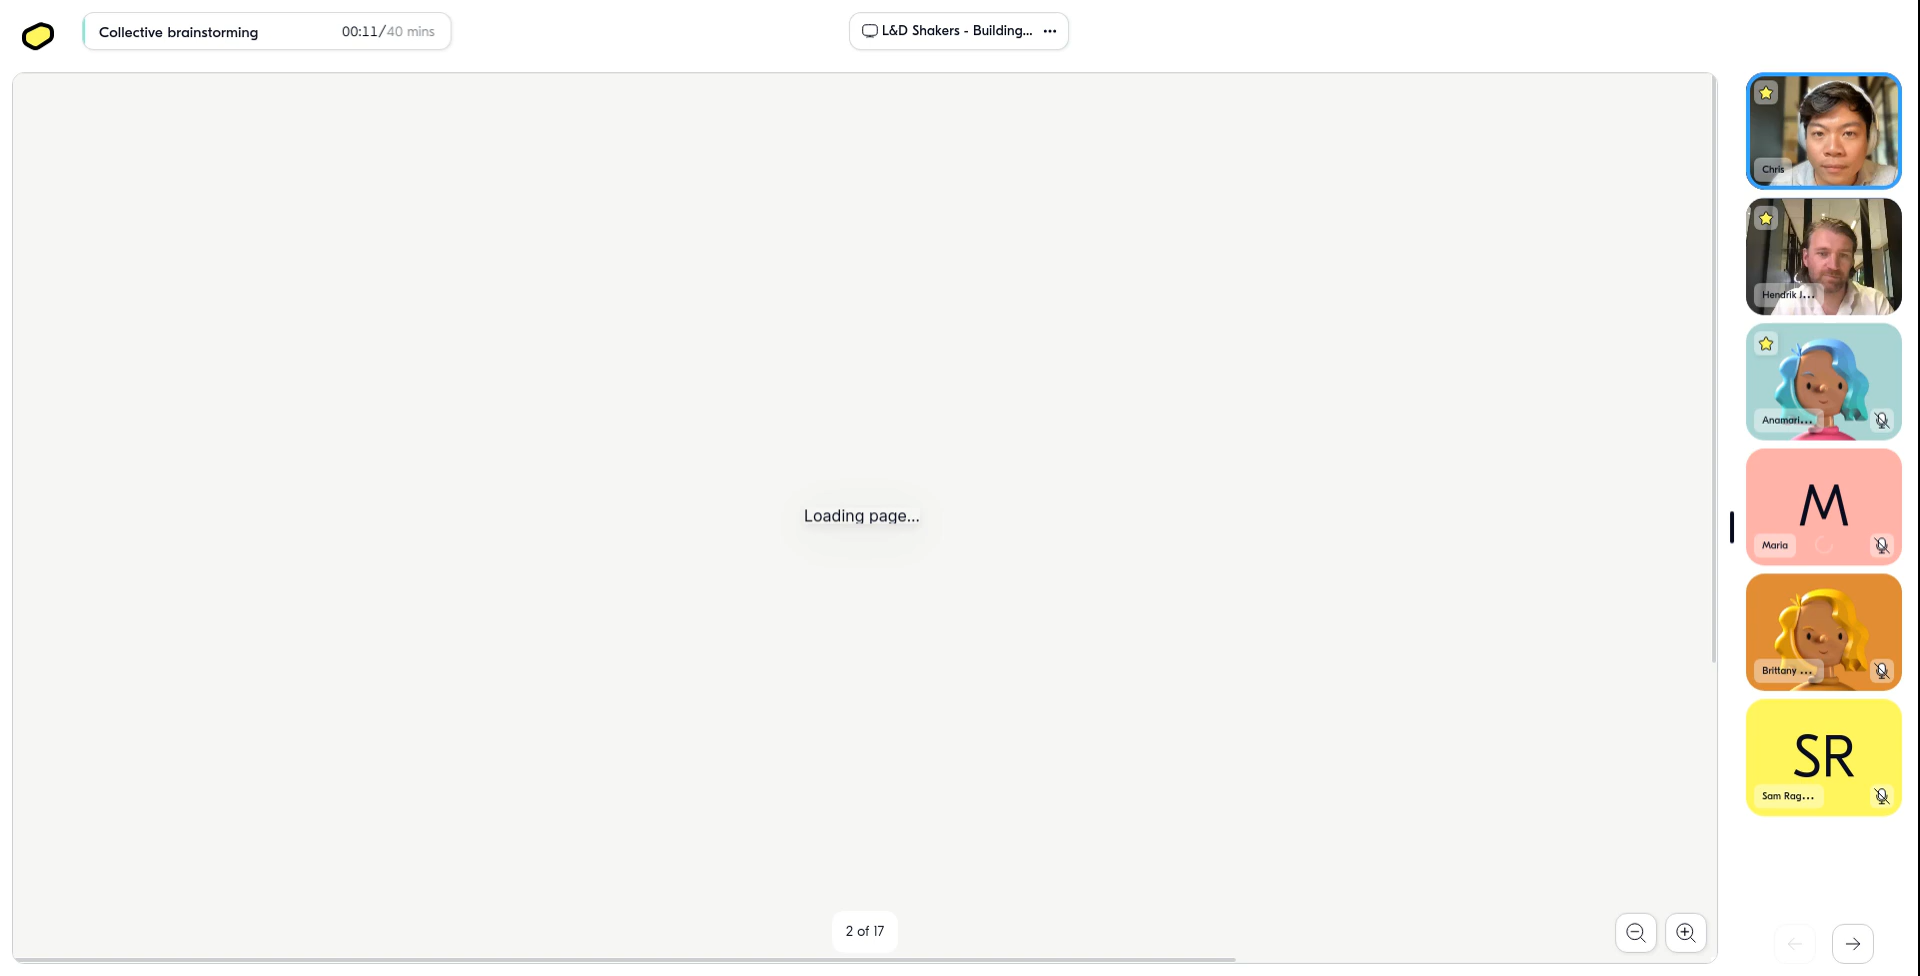 Collective brainstorming 00:11/40 mins
L&D Shakers - Building... •••
Chris
Hendrik J...
Loading page...
Anamari...
M
Maria
Brittany ...
SR
Sam Rag...
2 of 17